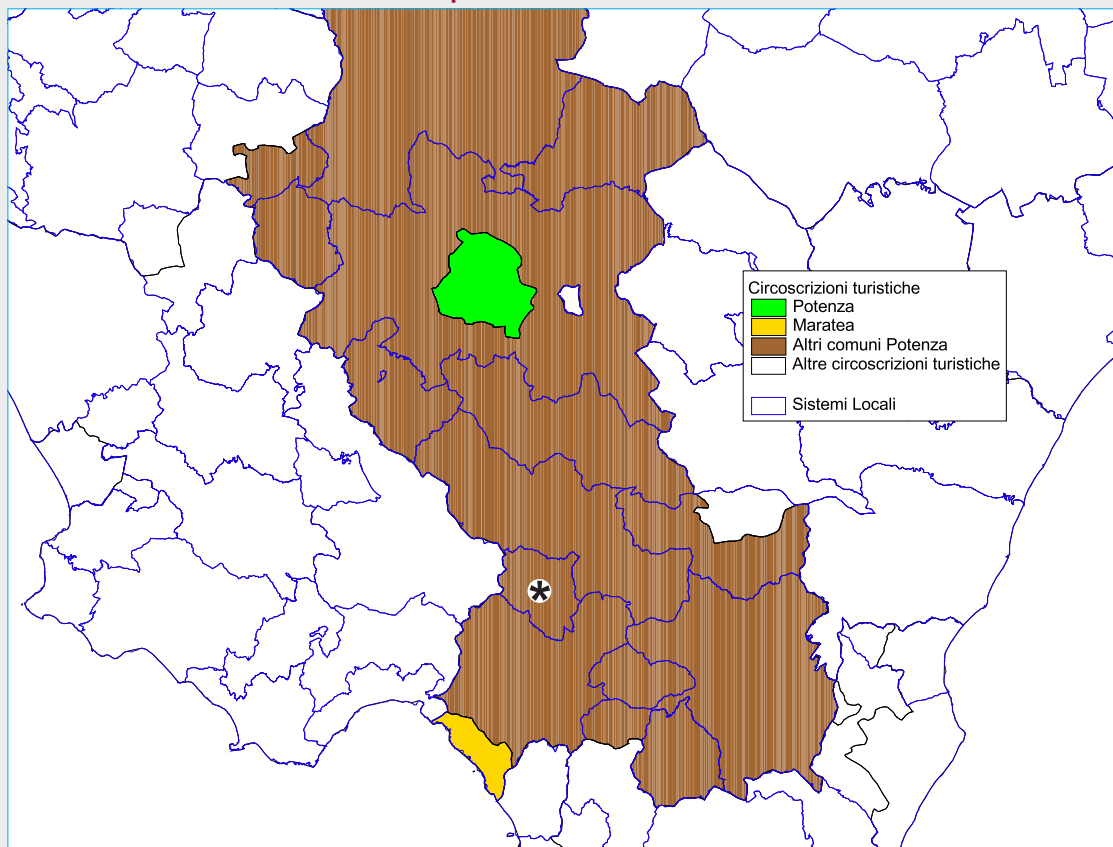 Circoscrizioni turistiche
Potenza
Maratea
Altri comuni Potenza
Altre circoscrizioni turistiche
Sistemi Locali
*